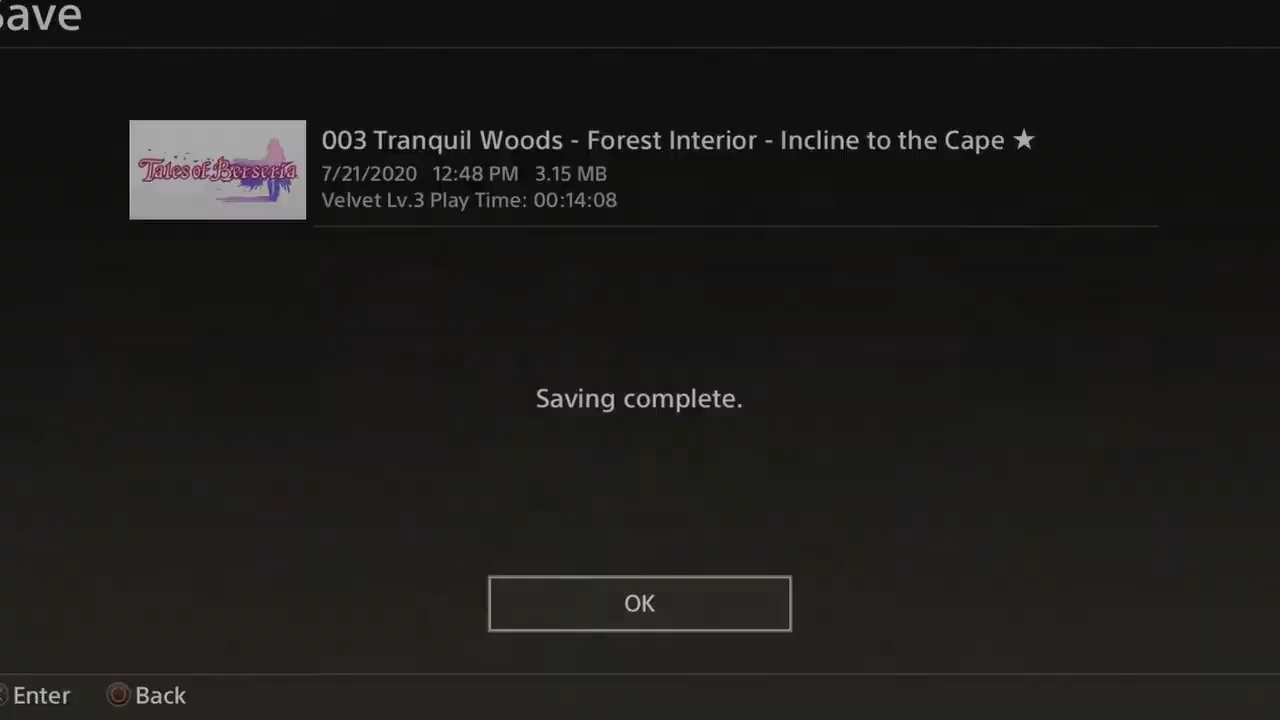 Save
Tales of Berseria
003 Tranquil Woods - Forest Interior - Incline to the Cape ★
7/21/2020 12:48 PM 3.15 MB
Velvet Lv.3 Play Time: 00:14:08
Saving complete.
OK
Enter
Back